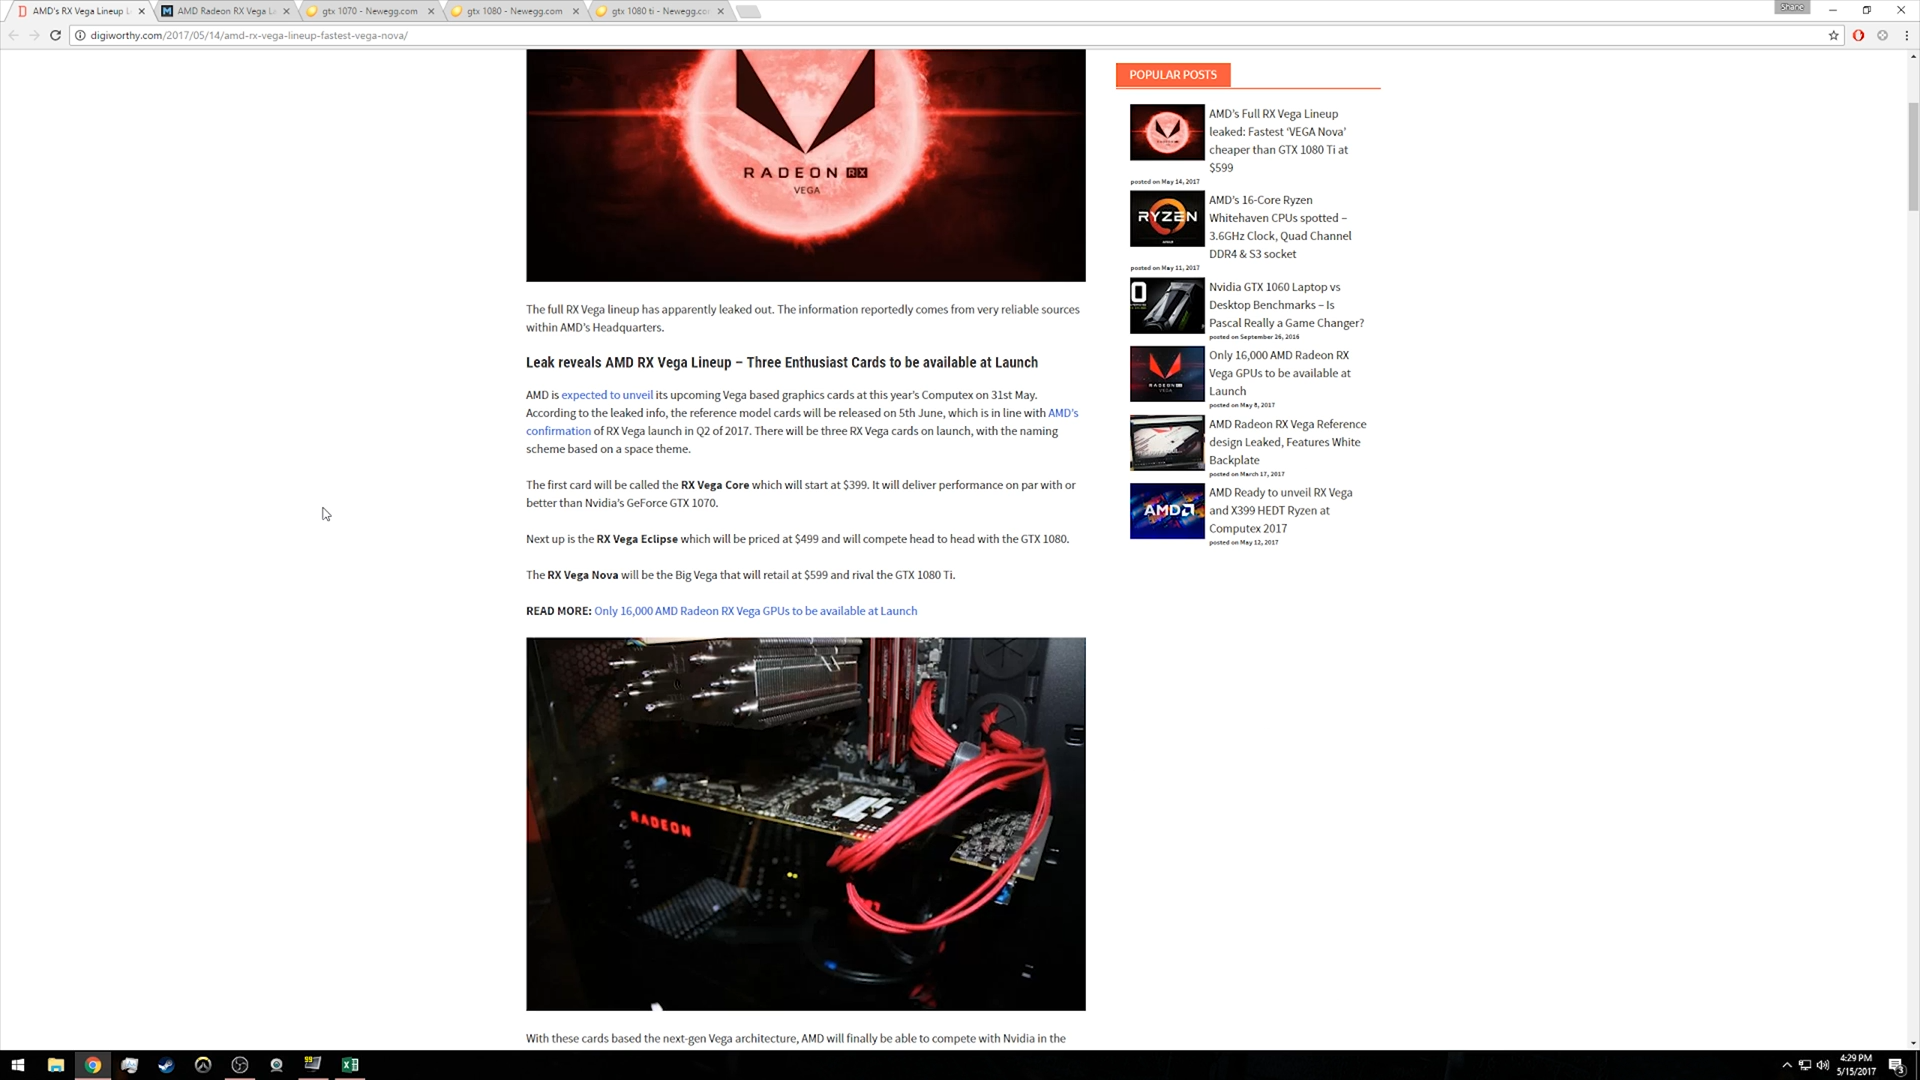 AMD's RX Vega Lineup L
AMD Radeon RX Vega L
gtx 1070 - Newegg.com
gtx 1080 - Newegg.com
gtx 1080 ti - Newegg.co
Shane
digiworthy.com/2017/05/14/amd-rx-vega-lineup-fastest-vega-nova/
RADEON RX
VEGA
The full RX Vega lineup has apparently leaked out. The information reportedly comes from very reliable sources
within AMD's Headquarters.
Leak reveals AMD RX Vega Lineup – Three Enthusiast Cards to be available at Launch
AMD is expected to unveil its upcoming Vega based graphics cards at this year's Computex on 31st May.
According to the leaked info, the reference model cards will be released on 5th June, which is in line with AMD's
confirmation of RX Vega launch in Q2 of 2017. There will be three RX Vega cards on launch, with the naming
scheme based on a space theme.
The first card will be called the RX Vega Core which will start at $399. It will deliver performance on par with or
better than Nvidia's GeForce GTX 1070.
Next up is the RX Vega Eclipse which will be priced at $499 and will compete head to head with the GTX 1080.
The RX Vega Nova will be the Big Vega that will retail at $599 and rival the GTX 1080 Ti.
READ MORE: Only 16,000 AMD Radeon RX Vega GPUs to be available at Launch
RADEON
With these cards based the next-gen Vega architecture, AMD will finally be able to compete with Nvidia in the
POPULAR POSTS
AMD's Full RX Vega Lineup
leaked: Fastest 'VEGA Nova'
cheaper than GTX 1080 Ti at
$599
posted on May 14, 2017
RYZEN
AMD's 16-Core Ryzen
Whitehaven CPUs spotted –
3.6GHz Clock, Quad Channel
DDR4 & S3 socket
posted on May 11, 2017
Nvidia GTX 1060 Laptop vs
Desktop Benchmarks – Is
Pascal Really a Game Changer?
posted on September 26, 2016
Only 16,000 AMD Radeon RX
Vega GPUs to be available at
Launch
posted on May 8, 2017
AMD Radeon RX Vega Reference
design Leaked, Features White
Backplate
posted on March 17, 2017
AMD
AMD Ready to unveil RX Vega
and X399 HEDT Ryzen at
Computex 2017
posted on May 12, 2017
99
4:29 PM
5/15/2017
3